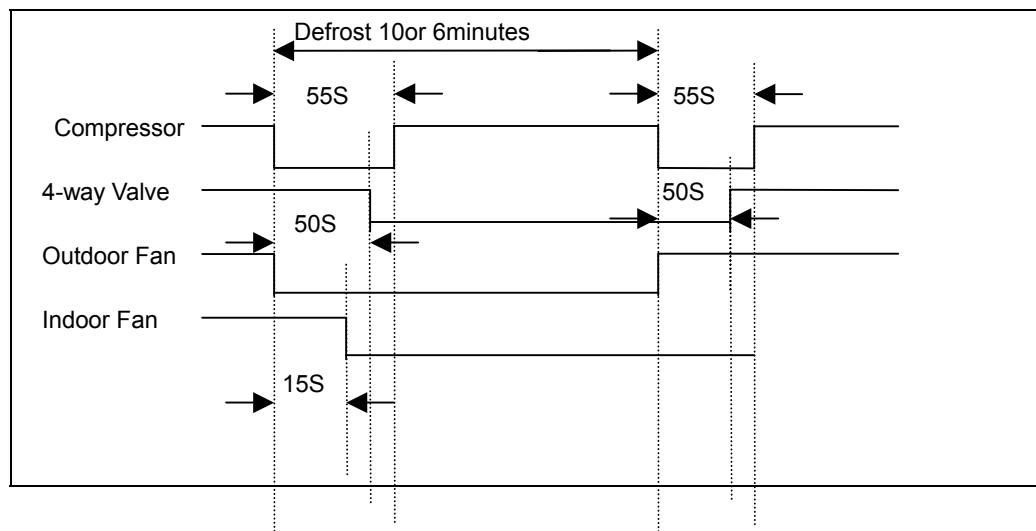 Defrost 10or 6minutes
55S 55S
Compressor
4-way Valve 50S
50S
Outdoor Fan
Indoor Fan
15S